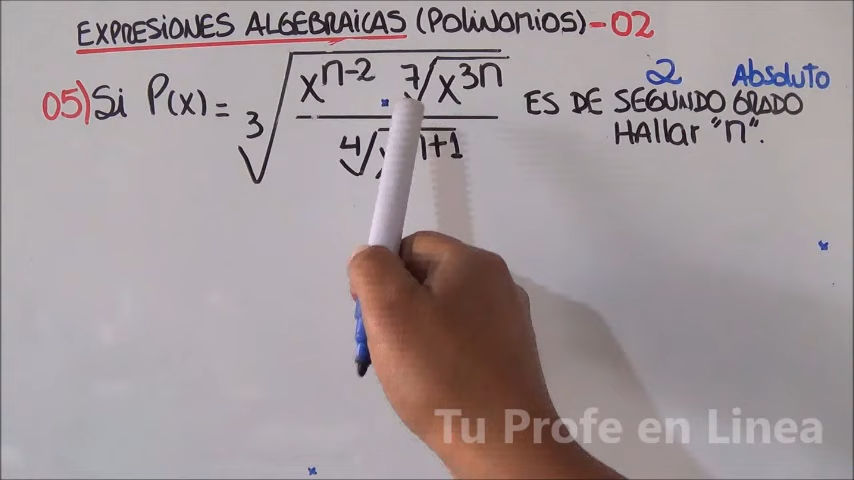 EXPRESIONES ALGEBRAICAS (Polinomios)-02
2 Absoluto
05) Si P(x) = ∛(x^(n-2) · ⁷√(x^(3n)) / ⁴√( n+1)) ES DE SEGUNDO GRADO
HAllar "n".
Tu Profe en Linea